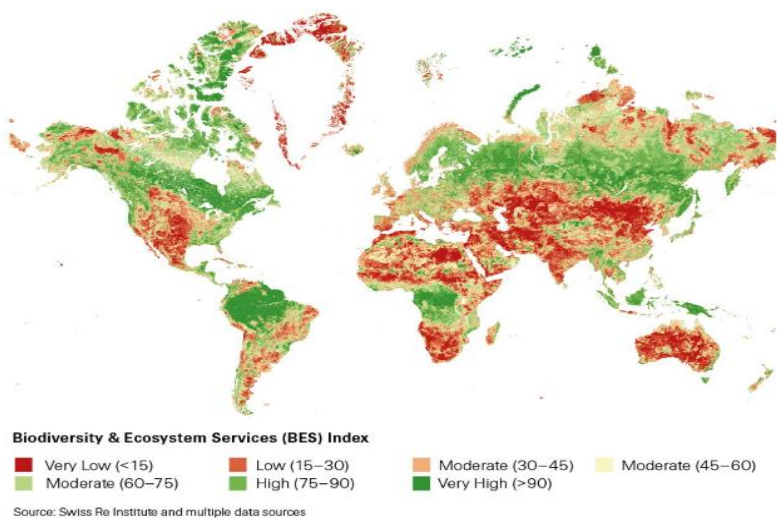 Biodiversity & Ecosystem Services (BES) Index
Very Low (<15) Low (15–30) Moderate (30–45) Moderate (45–60)
Moderate (60–75) High (75–90) Very High (>90)
Source: Swiss Re Institute and multiple data sources